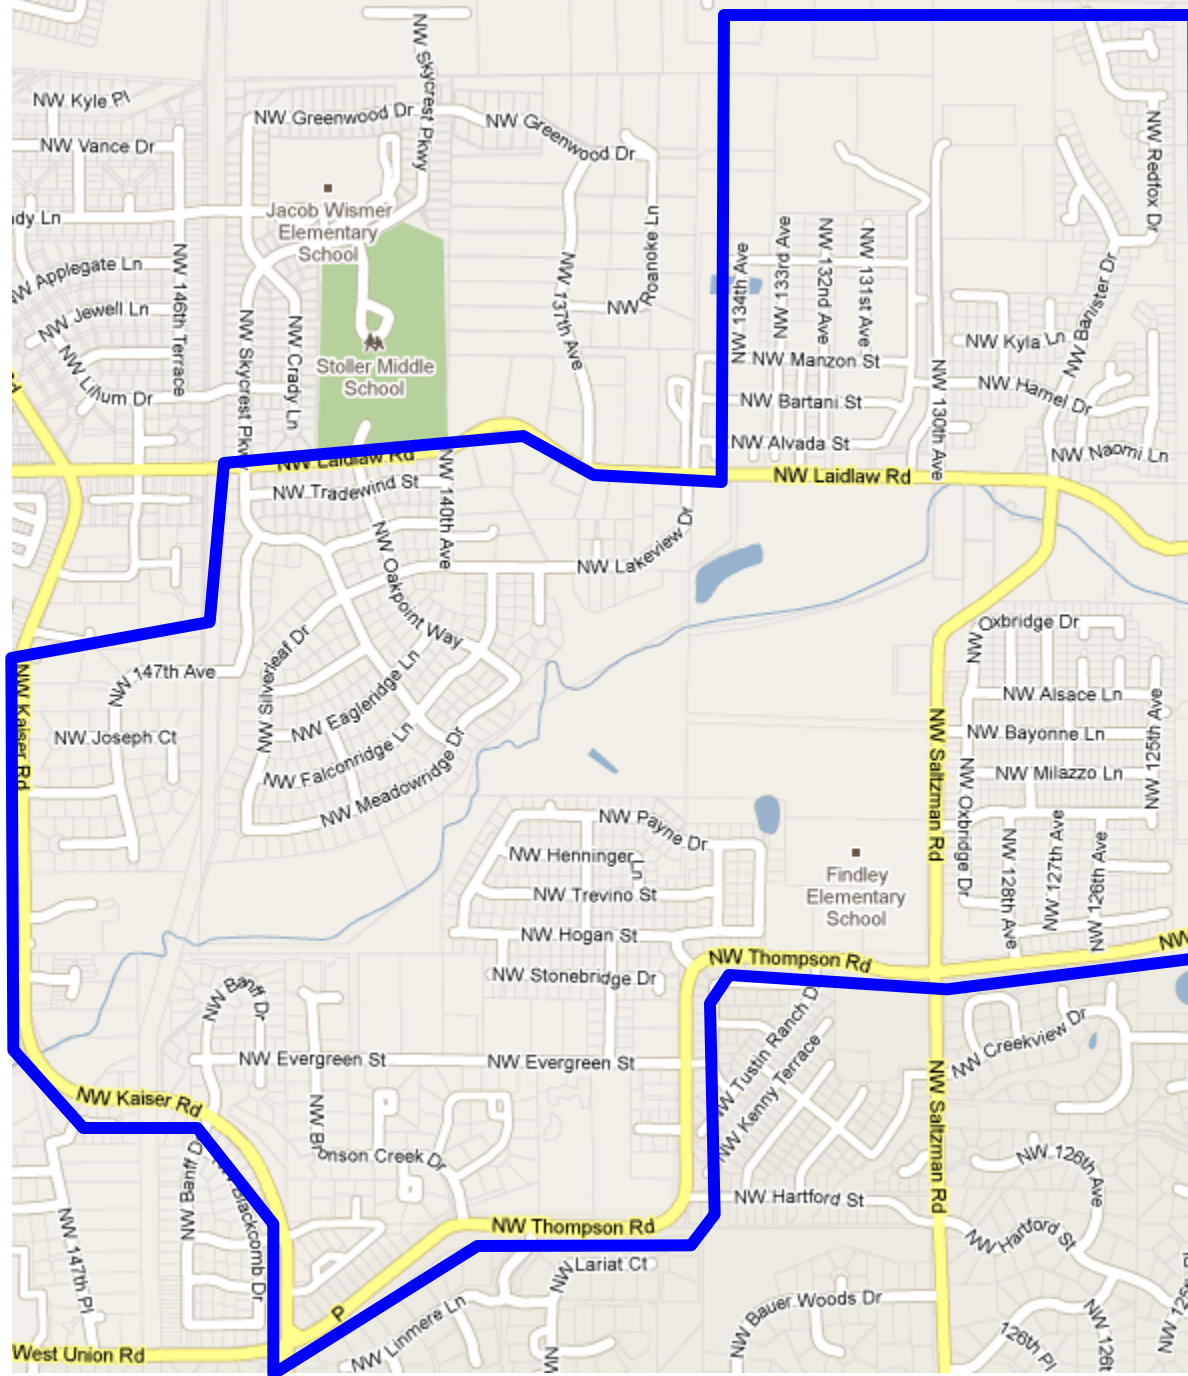 NW Skycrest Pkwy
NW Kyle Pl
NW Greenwood Dr
NW Greenwood Dr
NW Redfox Dr
NW Vance Dr
Jacob Wismer
Elementary
School
dy Ln
NW Roanoke Ln
NW 134th Ave
NW 133rd Ave
NW 132nd Ave
NW 131st Ave
NW Applegate Ln
NW 146th Terrace
NW 137th Ave
NW Banister Dr
NW Jewell Ln
NW Skycrest Pkwy
NW Crady Ln
NW Kyla Ln
Stoller Middle
School
NW Manzon St
NW 130th Ave
NW Hamel Dr
NW Lilium Dr
NW Bartani St
NW Alvada St
NW Naomi Ln
NW Laidlaw Rd
NW Laidlaw Rd
NW Tradewind St
NW 140th Ave
NW Oakpoint Way
NW Lakeview Dr
NW Oxbridge Dr
NW Silverleaf Dr
NW 147th Ave
NW Eagleridge Ln
NW Alsace Ln
NW 125th Ave
NW Kaiser Rd
NW Joseph Ct
NW Falconridge Ln
NW Saltzman Rd
NW Bayonne Ln
NW Meadowridge Dr
NW Milazzo Ln
NW Oxbridge Dr
NW Payne Dr
NW 128th Ave
NW 127th Ave
NW 126th Ave
NW Henninger
NW Trevino St
Findley
Elementary
School
NW Hogan St
NW Thompson Rd
NW
NW Stonebridge Dr
NW Banff Dr
NW Tustin Ranch D
NW Creekview Dr
NW Evergreen St
NW Evergreen St
NW Kenny Terrace
NW Saltzman Rd
NW Kaiser Rd
NW Bronson Creek Dr
NW Banff D
NW Blackcomb Dr
NW 126th Ave
NW Hartford St
NW Hartford St
NW Thompson Rd
NW 147th Pl
NW Lariat Ct
NW Linmere Ln
NW Bauer Woods Dr
P
West Union Rd
NW
126th Pl
NW 126t